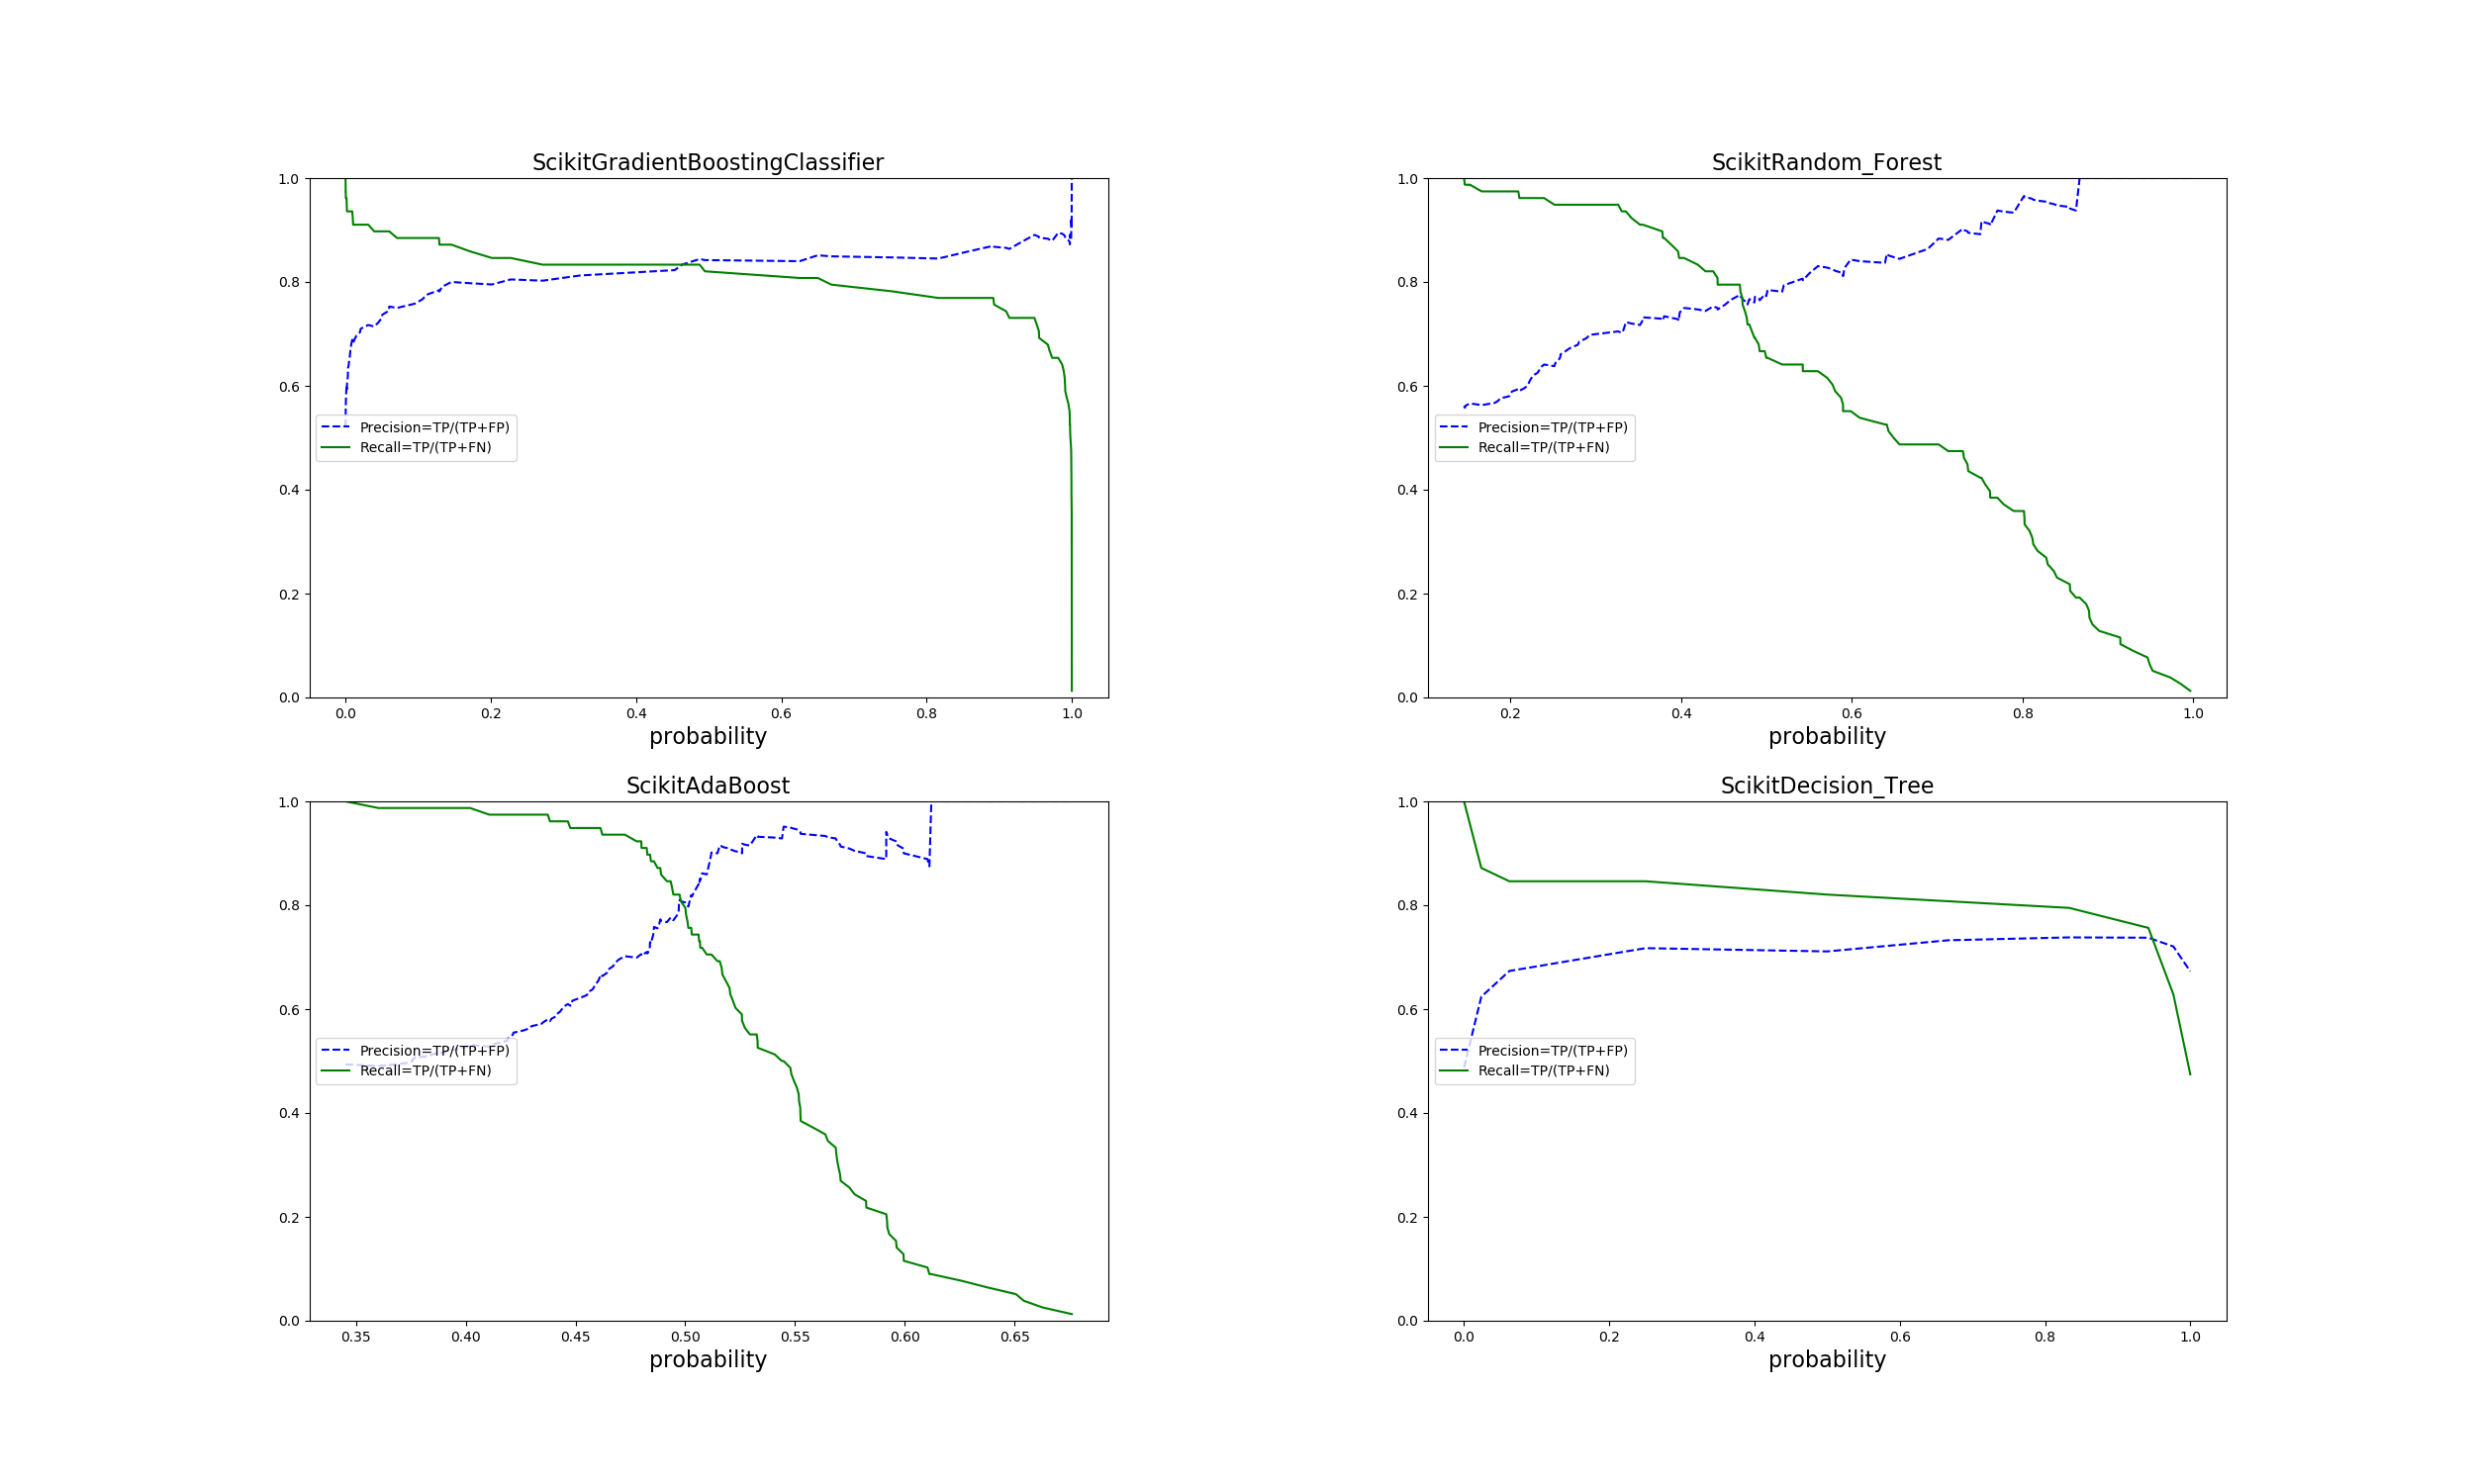 ScikitGradientBoostingClassifier
1.0
0.8
0.6
0.4
0.2
0.0
Precision=TP/(TP+FP)
Recall=TP/(TP+FN)
0.0 0.2 0.4 0.6 0.8 1.0
probability
ScikitRandom_Forest
1.0
0.8
0.6
0.4
0.2
0.0
Precision=TP/(TP+FP)
Recall=TP/(TP+FN)
0.2 0.4 0.6 0.8 1.0
probability
ScikitAdaBoost
1.0
0.8
0.6
0.4
0.2
0.0
Precision=TP/(TP+FP)
Recall=TP/(TP+FN)
0.35 0.40 0.45 0.50 0.55 0.60 0.65
probability
ScikitDecision_Tree
1.0
0.8
0.6
0.4
0.2
0.0
Precision=TP/(TP+FP)
Recall=TP/(TP+FN)
0.0 0.2 0.4 0.6 0.8 1.0
probability